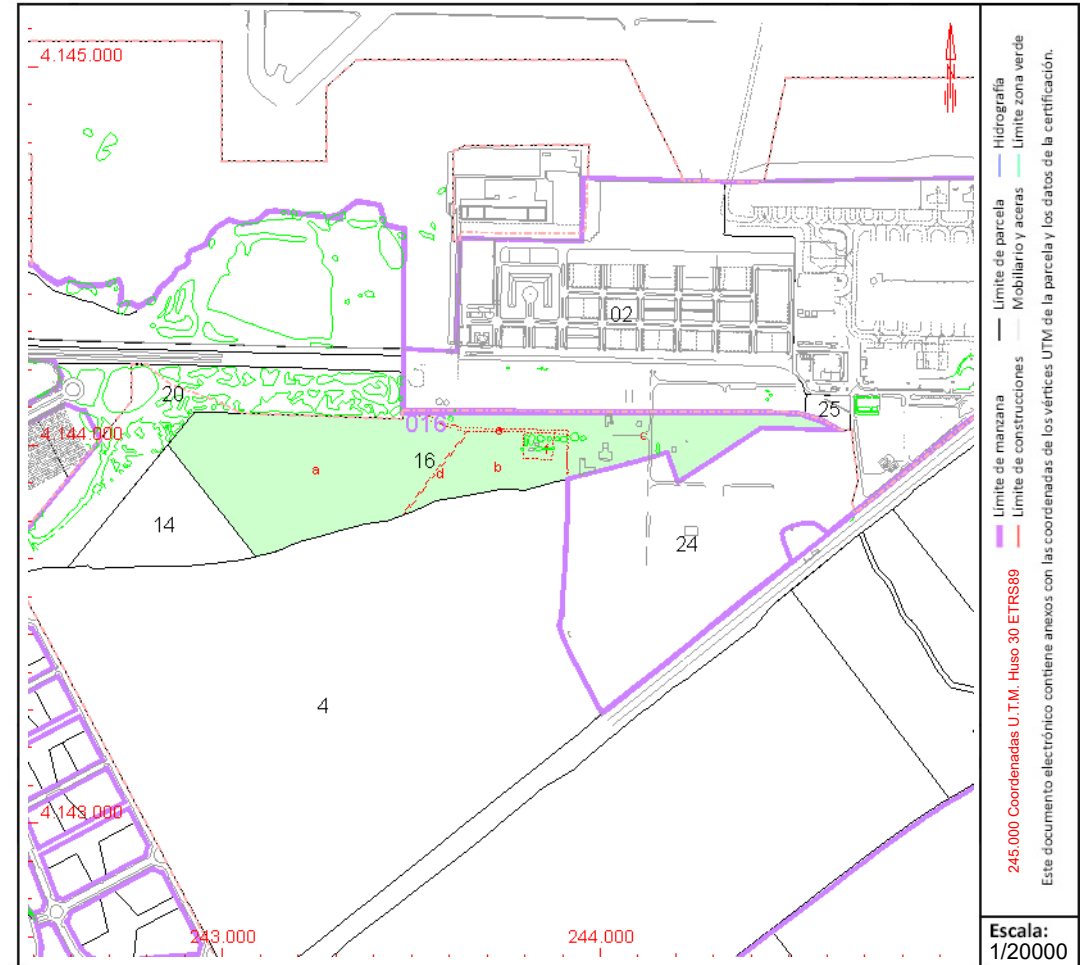 4.145.000
02
20
25
016
4.144.000
16
e
c
a
d
b
14
24
4
4.143.000
243.000
244.000
N
Límite de manzana
Límite de parcela
Hidrografía
Límite de construcciones
Mobiliario y aceras
Límite zona verde
245.000 Coordenadas U.T.M. Huso 30 ETRS89
Este documento electrónico contiene anexos con las coordenadas de los vértices UTM de la parcela y los datos de la certificación.
Escala:
1/20000